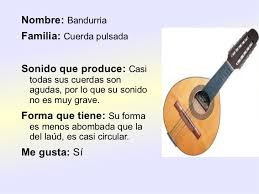 Nombre: Bandurria
Familia: Cuerda pulsada
Sonido que produce: Casi
todas sus cuerdas son
agudas, por lo que su sonido
no es muy grave.
Forma que tiene: Su forma
es menos abombada que la
del laúd, es casi circular.
Me gusta: Sí